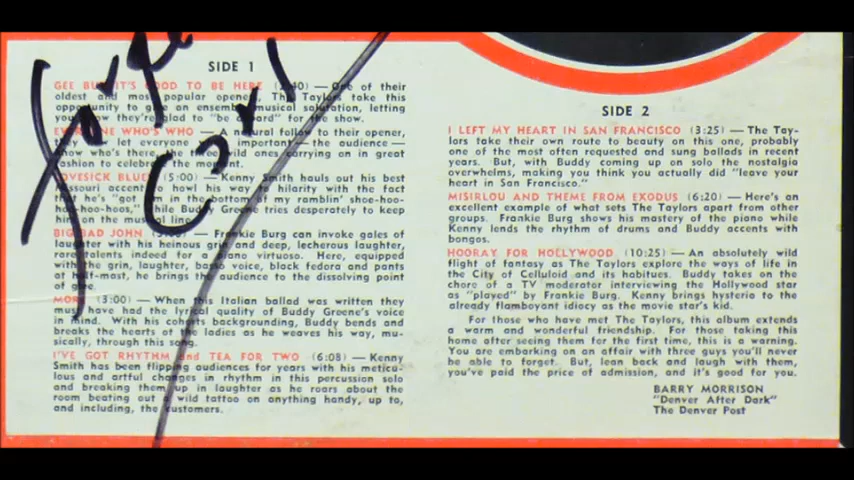 SIDE 1
GEE BUT IT'S GOOD TO BE HERE (2:40) — One of their
oldest and most popular openers, The Taylors take this
opportunity to give an ensemble musical salutation, letting
you know they're glad to "be aboard" for the show.
EVERYONE WHO'S WHO — A natural follow to their opener,
they let everyone important — the audience —
know who's there, the three wild ones carrying on in great
fashion to celebrate the moment.
LOVESICK BLUES (5:00) — Kenny Smith hauls out his best
Missouri accent to howl his way to hilarity with the fact
that he's "got 'em in the bottom of my ramblin' shoe-hoo-
hoo-hoo-hoos," while Buddy Greene tries desperately to keep
him on the musical line.
BIG BAD JOHN — Frankie Burg can invoke gales of
laughter with his heinous grin and deep, lecherous laughter,
rare talents indeed for a piano virtuoso. Here, equipped
with the grin, laughter, basso voice, black fedora and pants
at half-mast, he brings the audience to the dissolving point
of glee.
MORE (3:00) — When this Italian ballad was written they
must have had the lyrical quality of Buddy Greene's voice
in mind. With his cohorts backgrounding, Buddy bends and
breaks the hearts of the ladies as he weaves his way, mu-
sically, through this song.
I'VE GOT RHYTHM and TEA FOR TWO (6:08) — Kenny
Smith has been flipping audiences for years with his meticu-
lous and artful changes in rhythm in this percussion solo
and breaking them up in laughter as he roars about the
room beating out a wild tattoo on anything handy, up to,
and including, the customers.
SIDE 2
I LEFT MY HEART IN SAN FRANCISCO (3:25) — The Tay-
lors take their own route to beauty on this one, probably
one of the most often requested and sung ballads in recent
years. But, with Buddy coming up on solo the nostalgia
overwhelms, making you think you actually did "leave your
heart in San Francisco."
MISIRLOU AND THEME FROM EXODUS (6:20) — Here's an
excellent example of what sets The Taylors apart from other
groups. Frankie Burg shows his mastery of the piano while
Kenny lends the rhythm of drums and Buddy accents with
bongos.
HOORAY FOR HOLLYWOOD (10:25) — An absolutely wild
flight of fantasy as The Taylors explore the ways of life in
the City of Celluloid and its habitues. Buddy takes on the
chore of a TV moderator interviewing the Hollywood star
as "played" by Frankie Burg. Kenny brings hysteria to the
already flamboyant idiocy as the movie star's kid.
For those who have met The Taylors, this album extends
a warm and wonderful friendship. For those taking this
home after seeing them for the first time, this is a warning.
You are embarking on an affair with three guys you'll never
be able to forget. But, lean back and laugh with them,
you've paid the price of admission, and it's good for you.
BARRY MORRISON
"Denver After Dark"
The Denver Post